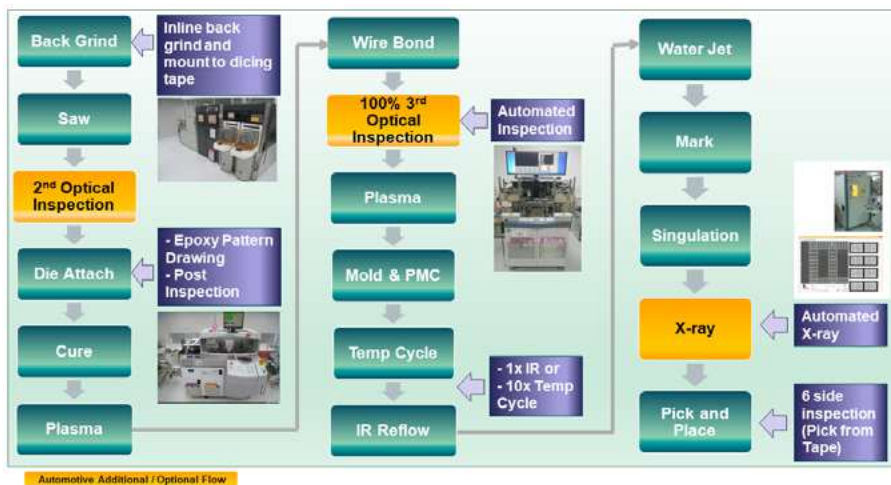 Back Grind
Inline back
grind and
mount to dicing
tape
Saw
2nd Optical
Inspection
Die Attach
- Epoxy Pattern
Drawing
- Post
Inspection
Cure
Plasma
Wire Bond
100% 3rd
Optical
Inspection
Automated
Inspection
Plasma
Mold & PMC
Temp Cycle
- 1x IR or
- 10x Temp
Cycle
IR Reflow
Water Jet
Mark
Singulation
X-ray
Automated
X-ray
Pick and
Place
6 side
inspection
(Pick from
Tape)
Automotive Additional / Optional Flow